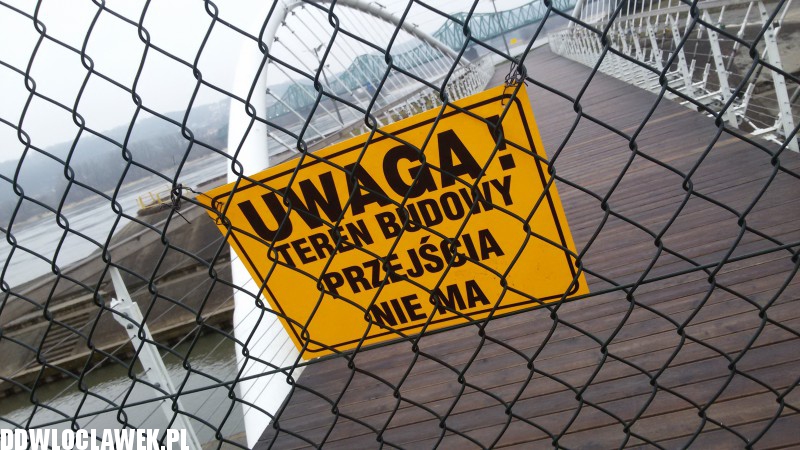 UWAGA!
TEREN BUDOWY
PRZEJŚCIA
NIE MA
DDWLOCLAWEK.PL